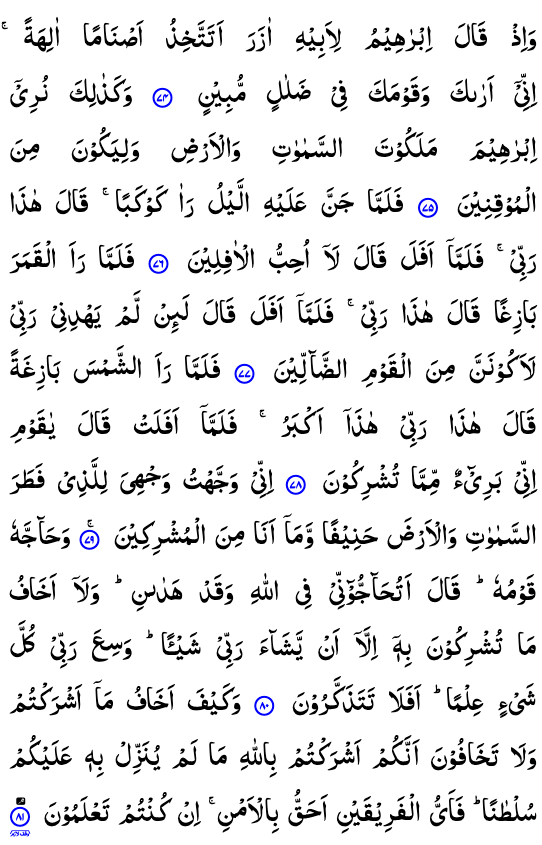 وَاِذْ قَالَ اِبْرٰهِيْمُ لِاَبِيْهِ اٰزَرَ اَتَتَّخِذُ اَصْنَامًا اٰلِهَةً ۚ
اِنِّىْۤ اَرٰٮكَ وَقَوْمَكَ فِىْ ضَلٰلٍ مُّبِيْنٍ ﴿۷۴﴾ وَكَذٰلِكَ نُرِىْۤ
اِبْرٰهِيْمَ مَلَكُوْتَ السَّمٰوٰتِ وَالْاَرْضِ وَلِيَكُوْنَ مِنَ
الْمُوْقِنِيْنَ ﴿۷۵﴾ فَلَمَّا جَنَّ عَلَيْهِ الَّيْلُ رَاٰ كَوْكَبًا ۚ قَالَ هٰذَا
رَبِّىْ ۚ فَلَمَّاۤ اَفَلَ قَالَ لَاۤ اُحِبُّ الْاٰفِلِيْنَ ﴿۷۶﴾ فَلَمَّا رَاَ الْقَمَرَ
بَازِغًا قَالَ هٰذَا رَبِّىْ ۚ فَلَمَّاۤ اَفَلَ قَالَ لَٮِٕنْ لَّمْ يَهْدِنِىْ رَبِّىْ
لَاَكُوْنَنَّ مِنَ الْقَوْمِ الضَّآلِّيْنَ ﴿۷۷﴾ فَلَمَّا رَاَ الشَّمْسَ بَازِغَةً
قَالَ هٰذَا رَبِّىْ هٰذَاۤ اَكْبَرُ ۚ فَلَمَّاۤ اَفَلَتْ قَالَ يٰقَوْمِ
اِنِّىْ بَرِىْٓءٌ مِّمَّا تُشْرِكُوْنَ ﴿۷۸﴾ اِنِّىْ وَجَّهْتُ وَجْهِىَ لِلَّذِىْ فَطَرَ
السَّمٰوٰتِ وَالْاَرْضَ حَنِيْفًا وَّمَاۤ اَنَا مِنَ الْمُشْرِكِيْنَ ۚ﴿۷۹﴾ وَحَآجَّهٗ
قَوْمُهٗ ؕ قَالَ اَتُحَآجُّوْٓنِّىْ فِى اللّٰهِ وَقَدْ هَدٰٮنِ ؕ وَلَاۤ اَخَافُ
مَا تُشْرِكُوْنَ بِهٖۤ اِلَّاۤ اَنْ يَّشَآءَ رَبِّىْ شَيْـًٔـا ؕ وَسِعَ رَبِّىْ كُلَّ
شَىْءٍ عِلْمًا ؕ اَفَلَا تَتَذَكَّرُوْنَ ﴿۸۰﴾ وَكَيْفَ اَخَافُ مَاۤ اَشْرَكْتُمْ
وَلَا تَخَافُوْنَ اَنَّكُمْ اَشْرَكْتُمْ بِاللّٰهِ مَا لَمْ يُنَزِّلْ بِهٖ عَلَيْكُمْ
سُلْطٰنًا ؕ فَاَىُّ الْفَرِيْقَيْنِ اَحَقُّ بِالْاَمْنِ ۚ اِنْ كُنْتُمْ تَعْلَمُوْنَ ﴿۸۱﴾